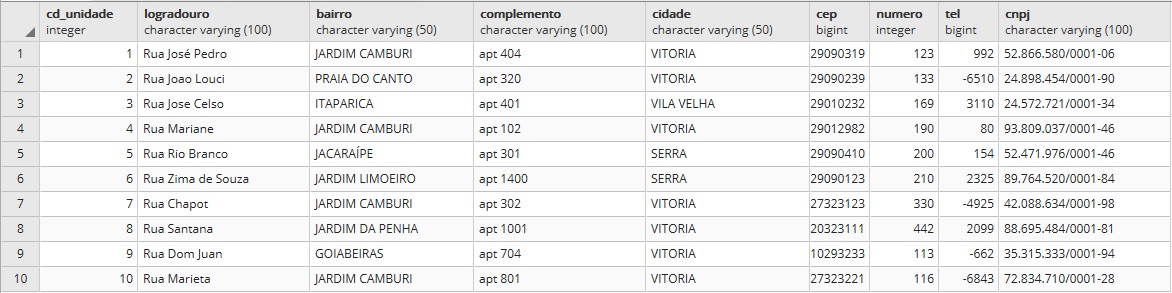 cd_unidade logradouro bairro complemento cidade cep numero tel cnpj
integer character varying (100) character varying (50) character varying (100) character varying (50) bigint integer bigint character varying (100)
1 1 Rua José Pedro JARDIM CAMBURI apt 404 VITORIA 29090319 123 992 52.866.580/0001-06
2 2 Rua Joao Louci PRAIA DO CANTO apt 320 VITORIA 29090239 133 -6510 24.898.454/0001-90
3 3 Rua Jose Celso ITAPARICA apt 401 VILA VELHA 29010232 169 3110 24.572.721/0001-34
4 4 Rua Mariane JARDIM CAMBURI apt 102 VITORIA 29012982 190 80 93.809.037/0001-46
5 5 Rua Rio Branco JACARAÍPE apt 301 SERRA 29090410 200 154 52.471.976/0001-46
6 6 Rua Zima de Souza JARDIM LIMOEIRO apt 1400 SERRA 29090123 210 2325 89.764.520/0001-84
7 7 Rua Chapot JARDIM CAMBURI apt 302 VITORIA 27323123 330 -4925 42.088.634/0001-98
8 8 Rua Santana JARDIM DA PENHA apt 1001 VITORIA 20323111 442 2099 88.695.484/0001-81
9 9 Rua Dom Juan GOIABEIRAS apt 704 VITORIA 10293233 113 -662 35.315.333/0001-94
10 10 Rua Marieta JARDIM CAMBURI apt 801 VITORIA 27323221 116 -6843 72.834.710/0001-28